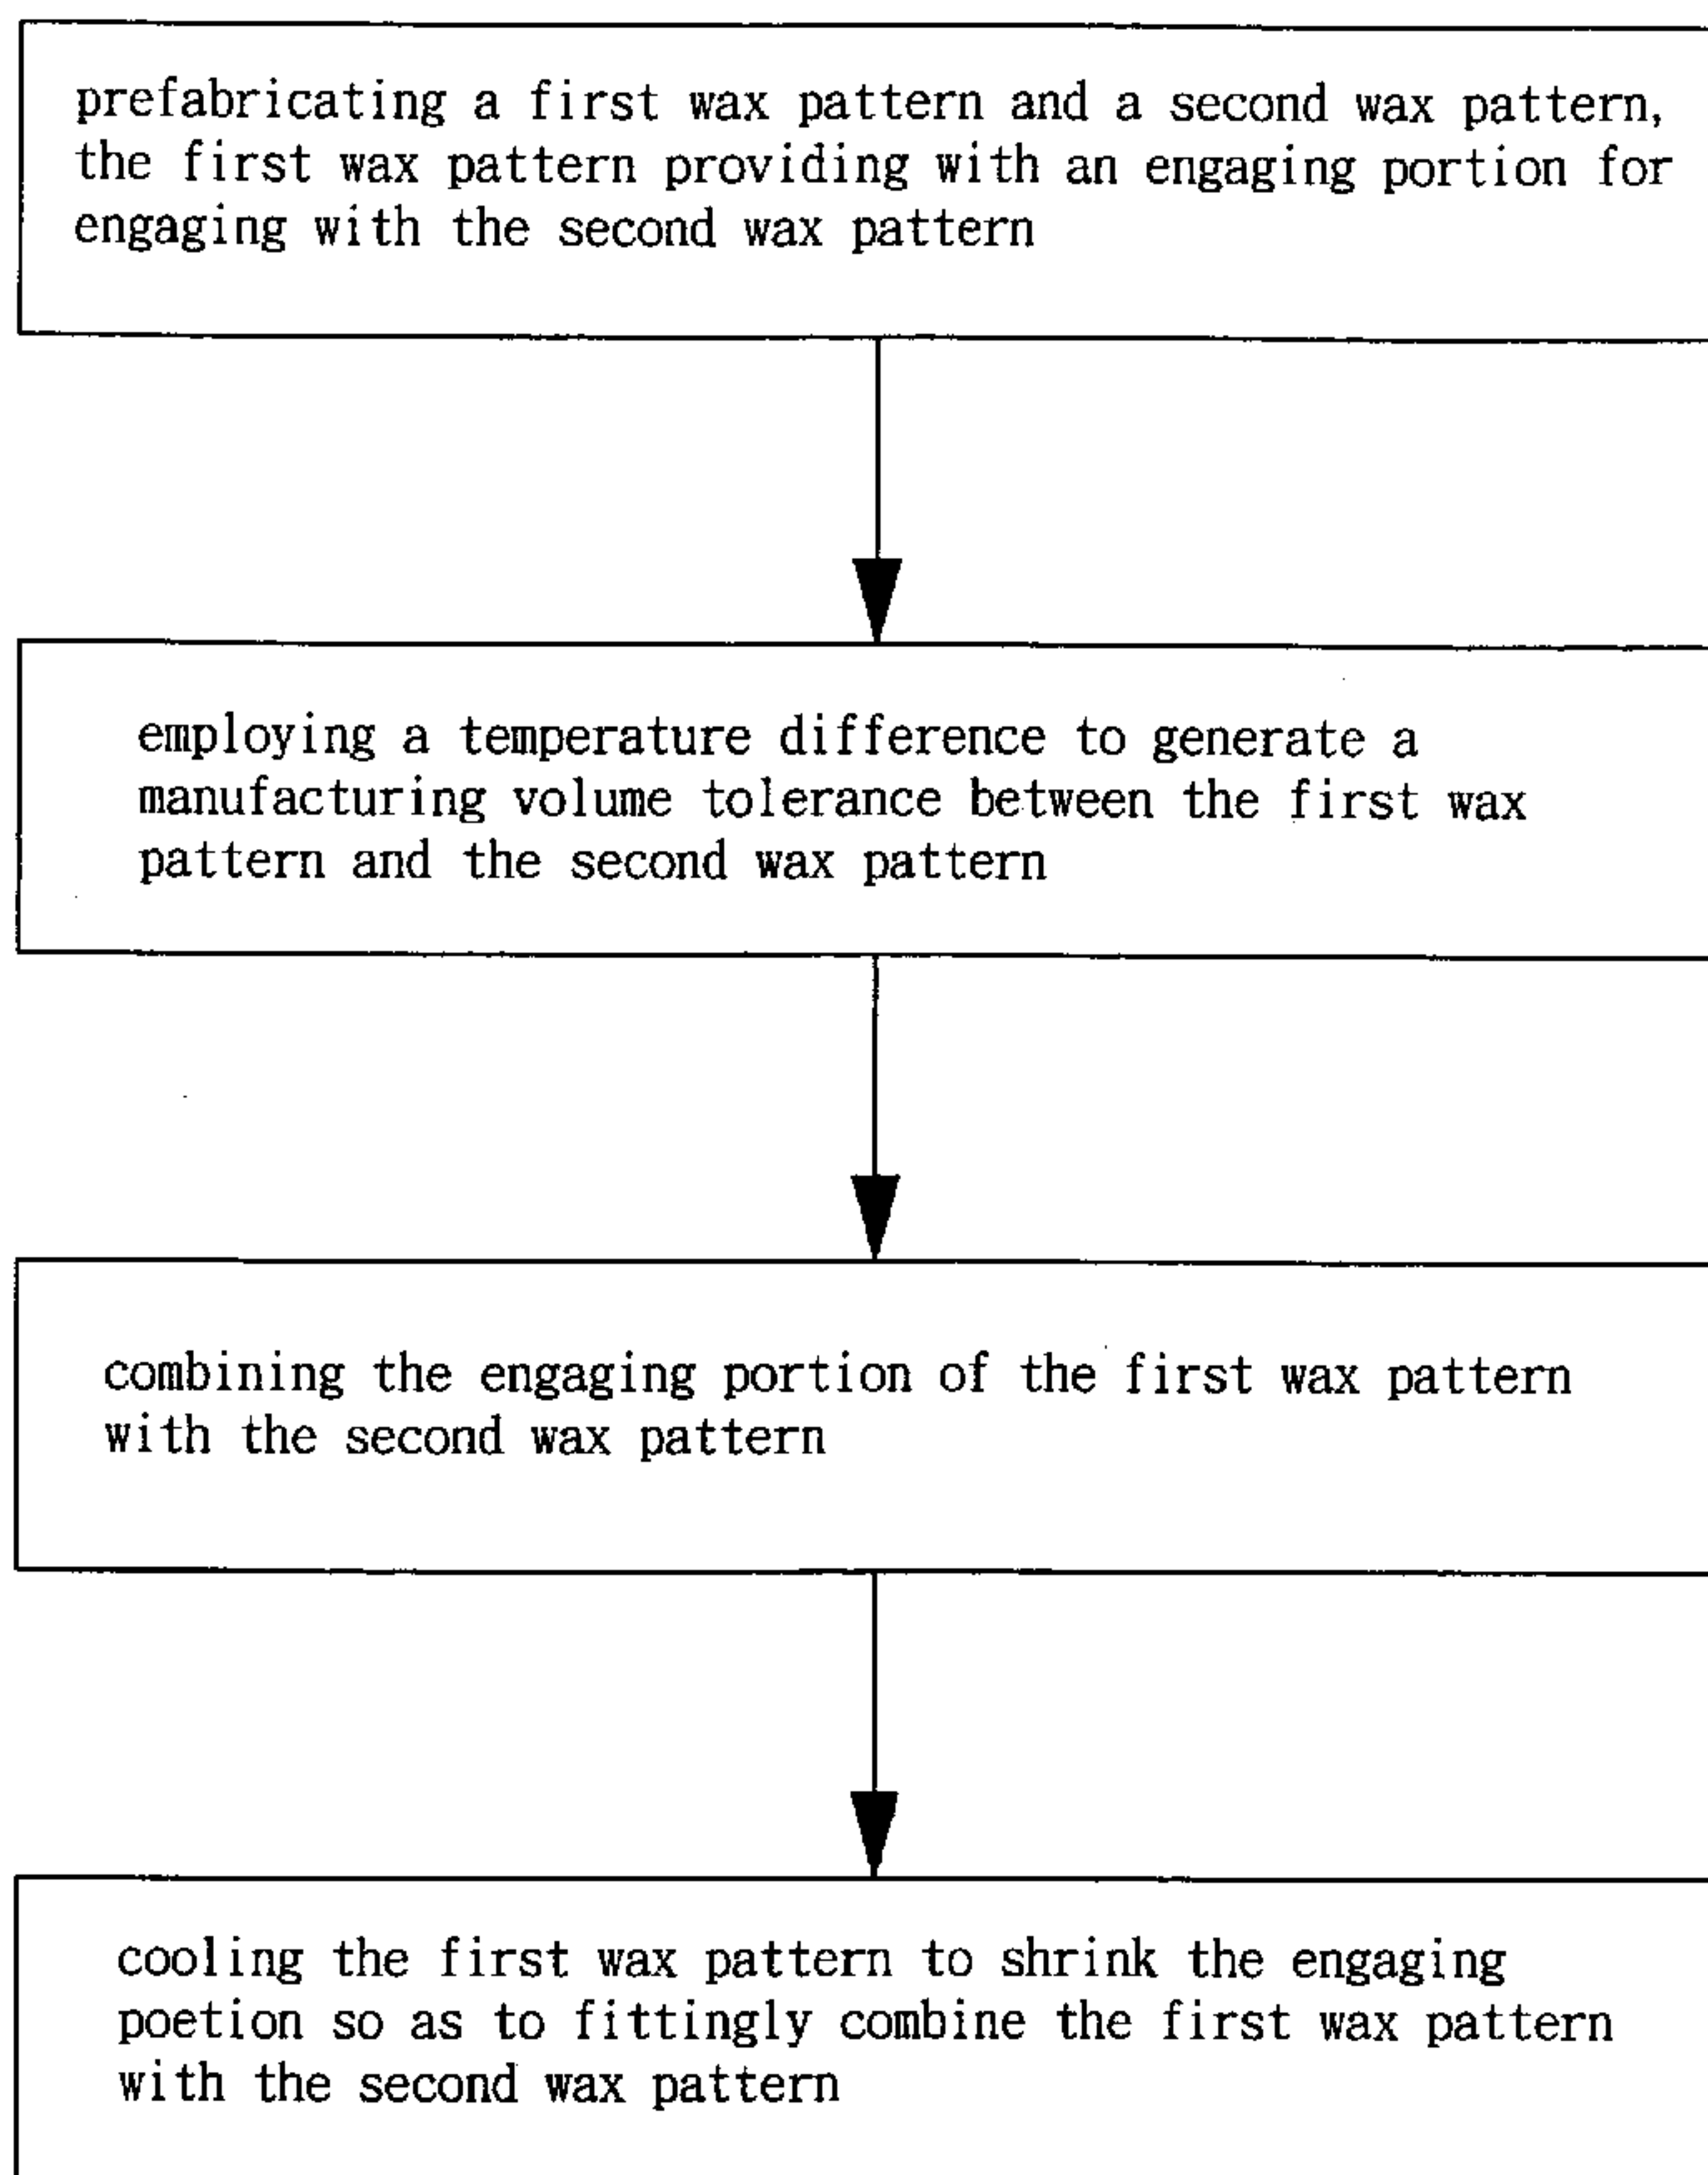 prefabricating a first wax pattern and a second wax pattern,
the first wax pattern providing with an engaging portion for
engaging with the second wax pattern
employing a temperature difference to generate a
manufacturing volume tolerance between the first wax
pattern and the second wax pattern
combining the engaging portion of the first wax pattern
with the second wax pattern
cooling the first wax pattern to shrink the engaging
poetion so as to fittingly combine the first wax pattern
with the second wax pattern